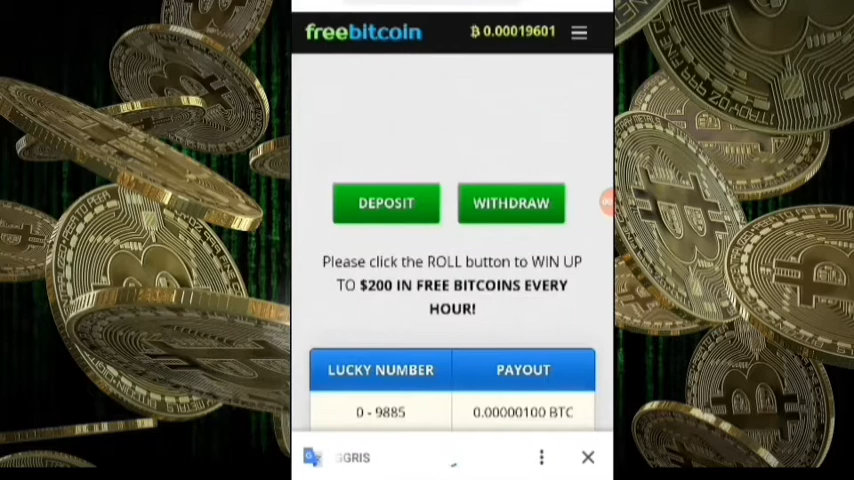 freebitcoin ₿ 0.00019601
DEPOSIT WITHDRAW
Please click the ROLL button to WIN UP
TO $200 IN FREE BITCOINS EVERY
HOUR!
LUCKY NUMBER PAYOUT
0 - 9885 0.00000100 BTC
GGRIS